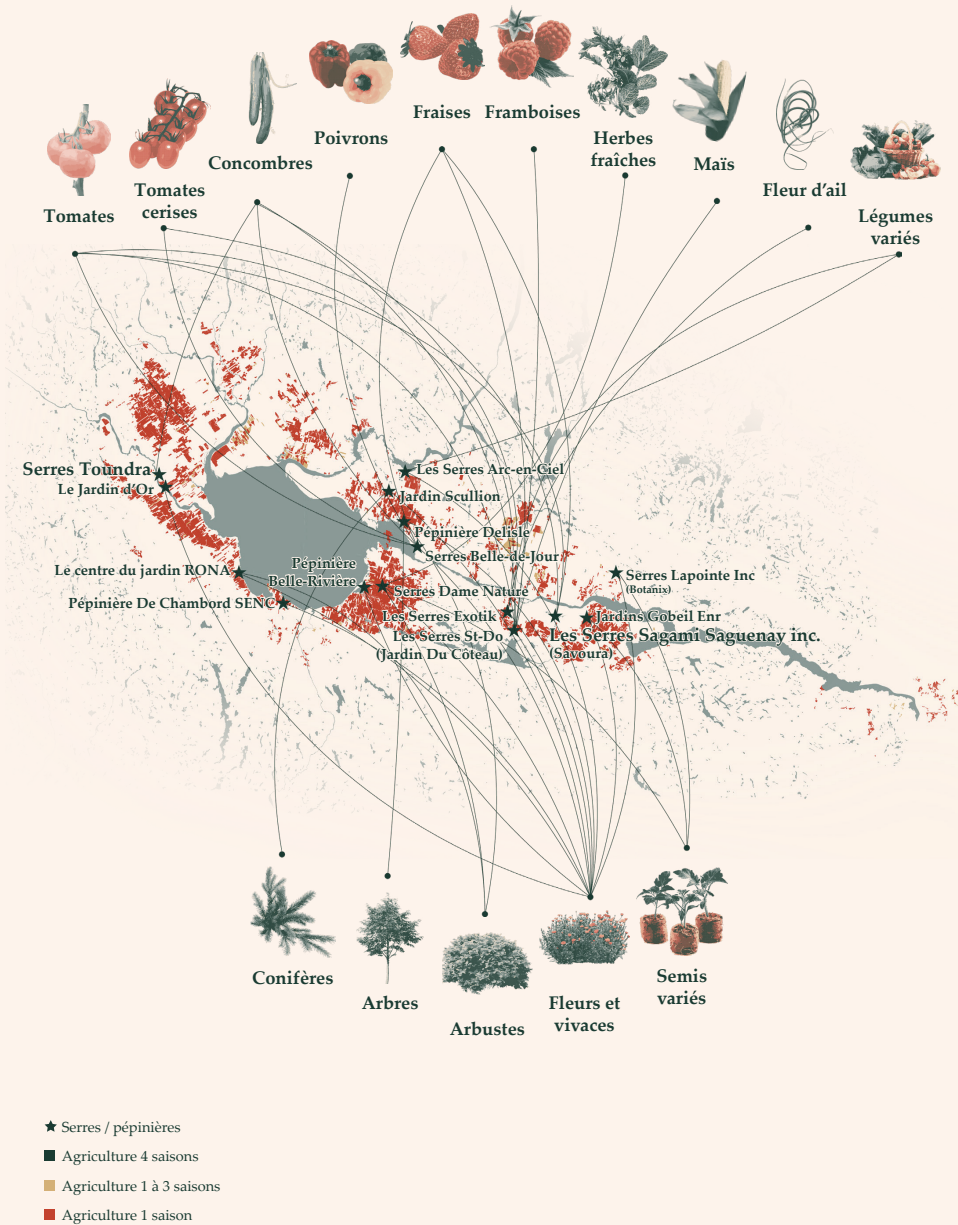 Fraises
Framboises
Poivrons
Herbes
fraîches
Concombres
Maïs
Tomates
cerises
Fleur d'ail
Tomates
Légumes
variés
Serres Toundra
Les Serres Arc-en-Ciel
Le Jardin d'Or
Jardin Scullion
Pépinière Delisle
Serres Belle-de-Jour
Le centre du jardin RONA
Pépinière
Belle-Rivière
Serres Dame Nature
Serres Lapointe Inc
(Botanix)
Pépinière De Chambord SENC
Les Serres Exotik
Jardins Gobeil Enr
Les Serres St-Do
(Jardin Du Côteau)
Les Serres Sagami Saguenay inc.
(Savoura)
Conifères
Arbres
Arbustes
Fleurs et
vivaces
Semis
variés
Serres / pépinières
Agriculture 4 saisons
Agriculture 1 à 3 saisons
Agriculture 1 saison